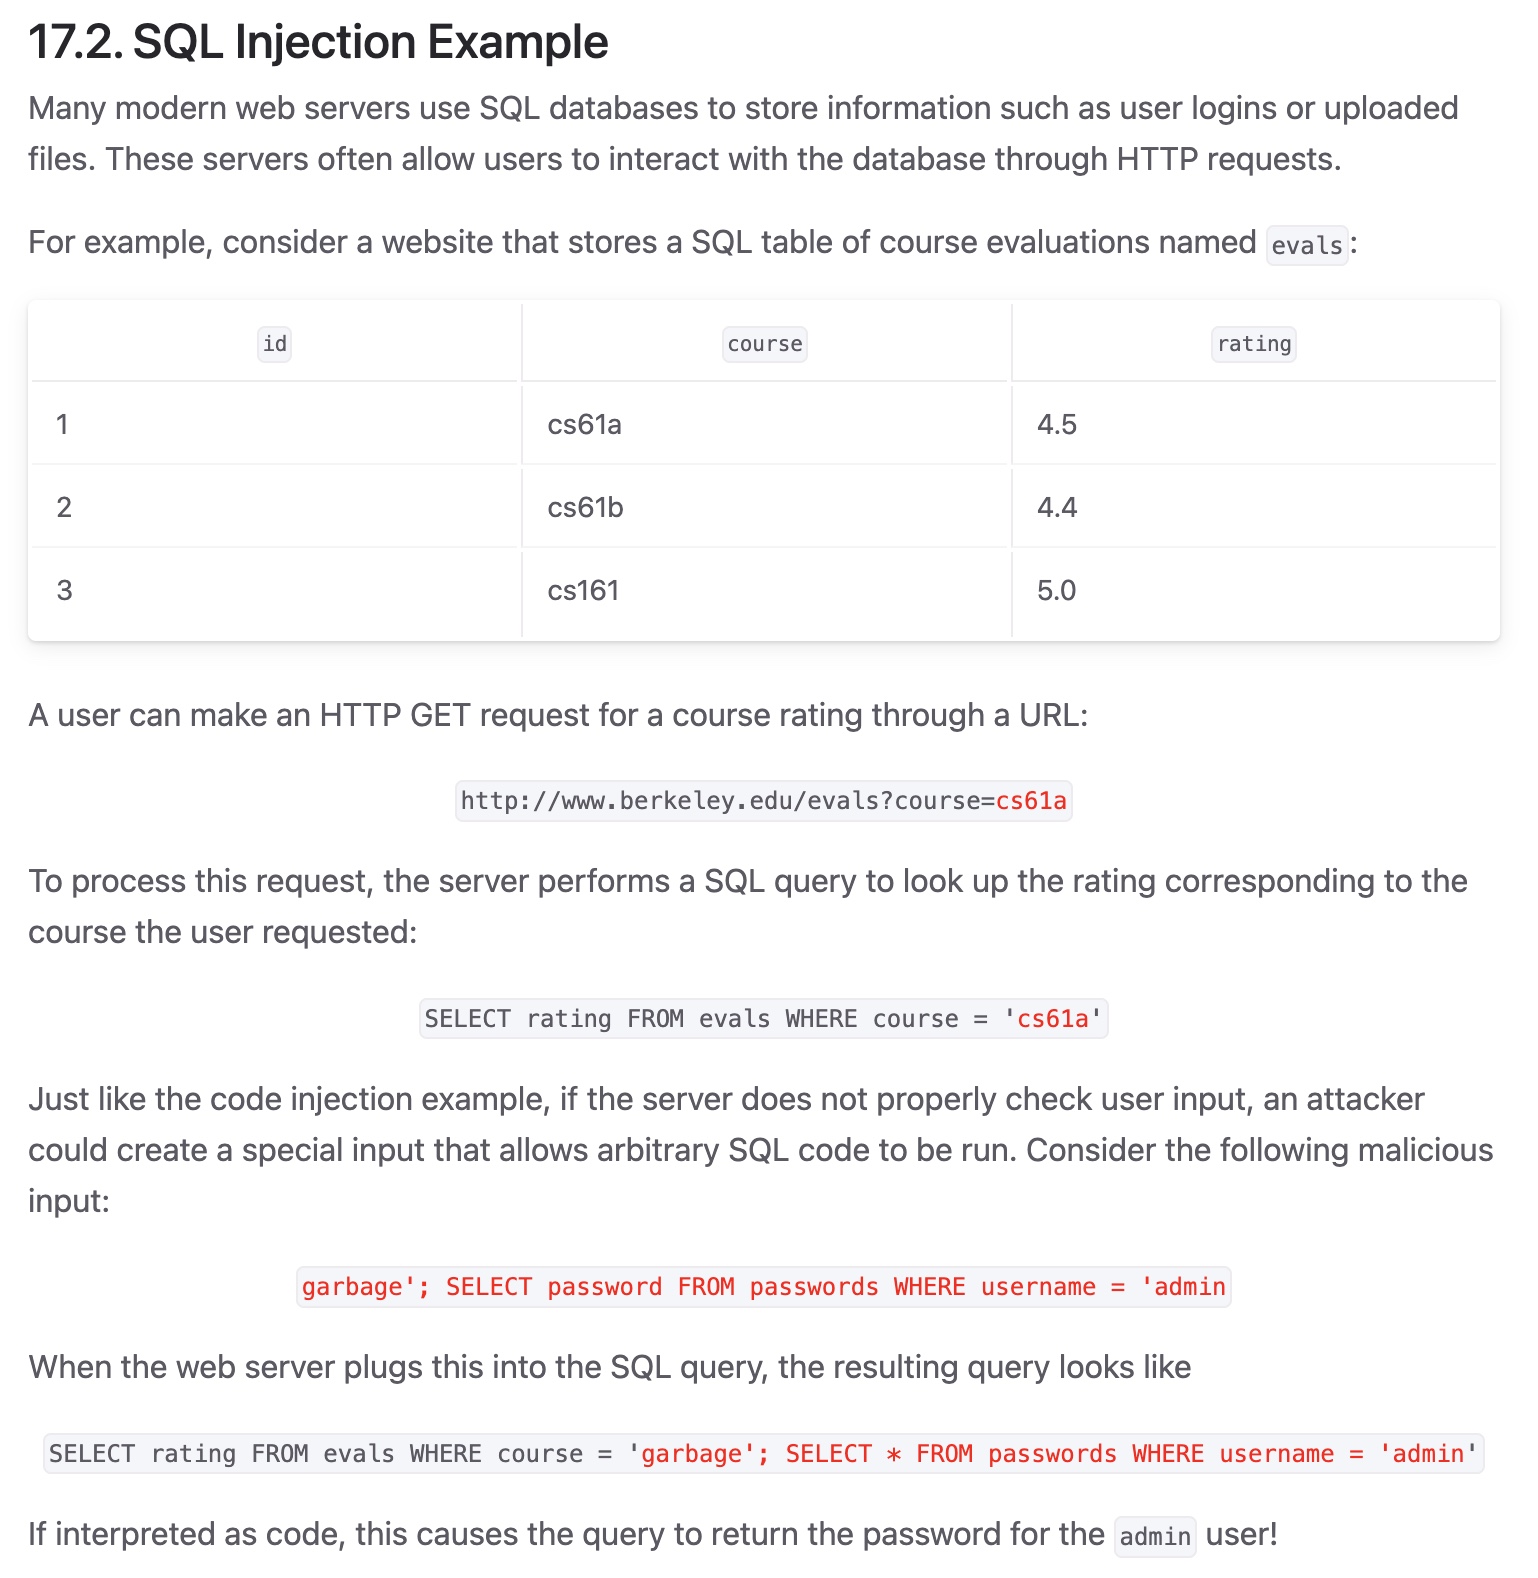 17.2. SQL Injection Example
Many modern web servers use SQL databases to store information such as user logins or uploaded
files. These servers often allow users to interact with the database through HTTP requests.
For example, consider a website that stores a SQL table of course evaluations named evals:
id course rating
1 cs61a 4.5
2 cs61b 4.4
3 cs161 5.0
A user can make an HTTP GET request for a course rating through a URL:
http://www.berkeley.edu/evals?course=cs61a
To process this request, the server performs a SQL query to look up the rating corresponding to the
course the user requested:
SELECT rating FROM evals WHERE course = 'cs61a'
Just like the code injection example, if the server does not properly check user input, an attacker
could create a special input that allows arbitrary SQL code to be run. Consider the following malicious
input:
garbage'; SELECT password FROM passwords WHERE username = 'admin
When the web server plugs this into the SQL query, the resulting query looks like
SELECT rating FROM evals WHERE course = 'garbage'; SELECT * FROM passwords WHERE username = 'admin'
If interpreted as code, this causes the query to return the password for the admin user!